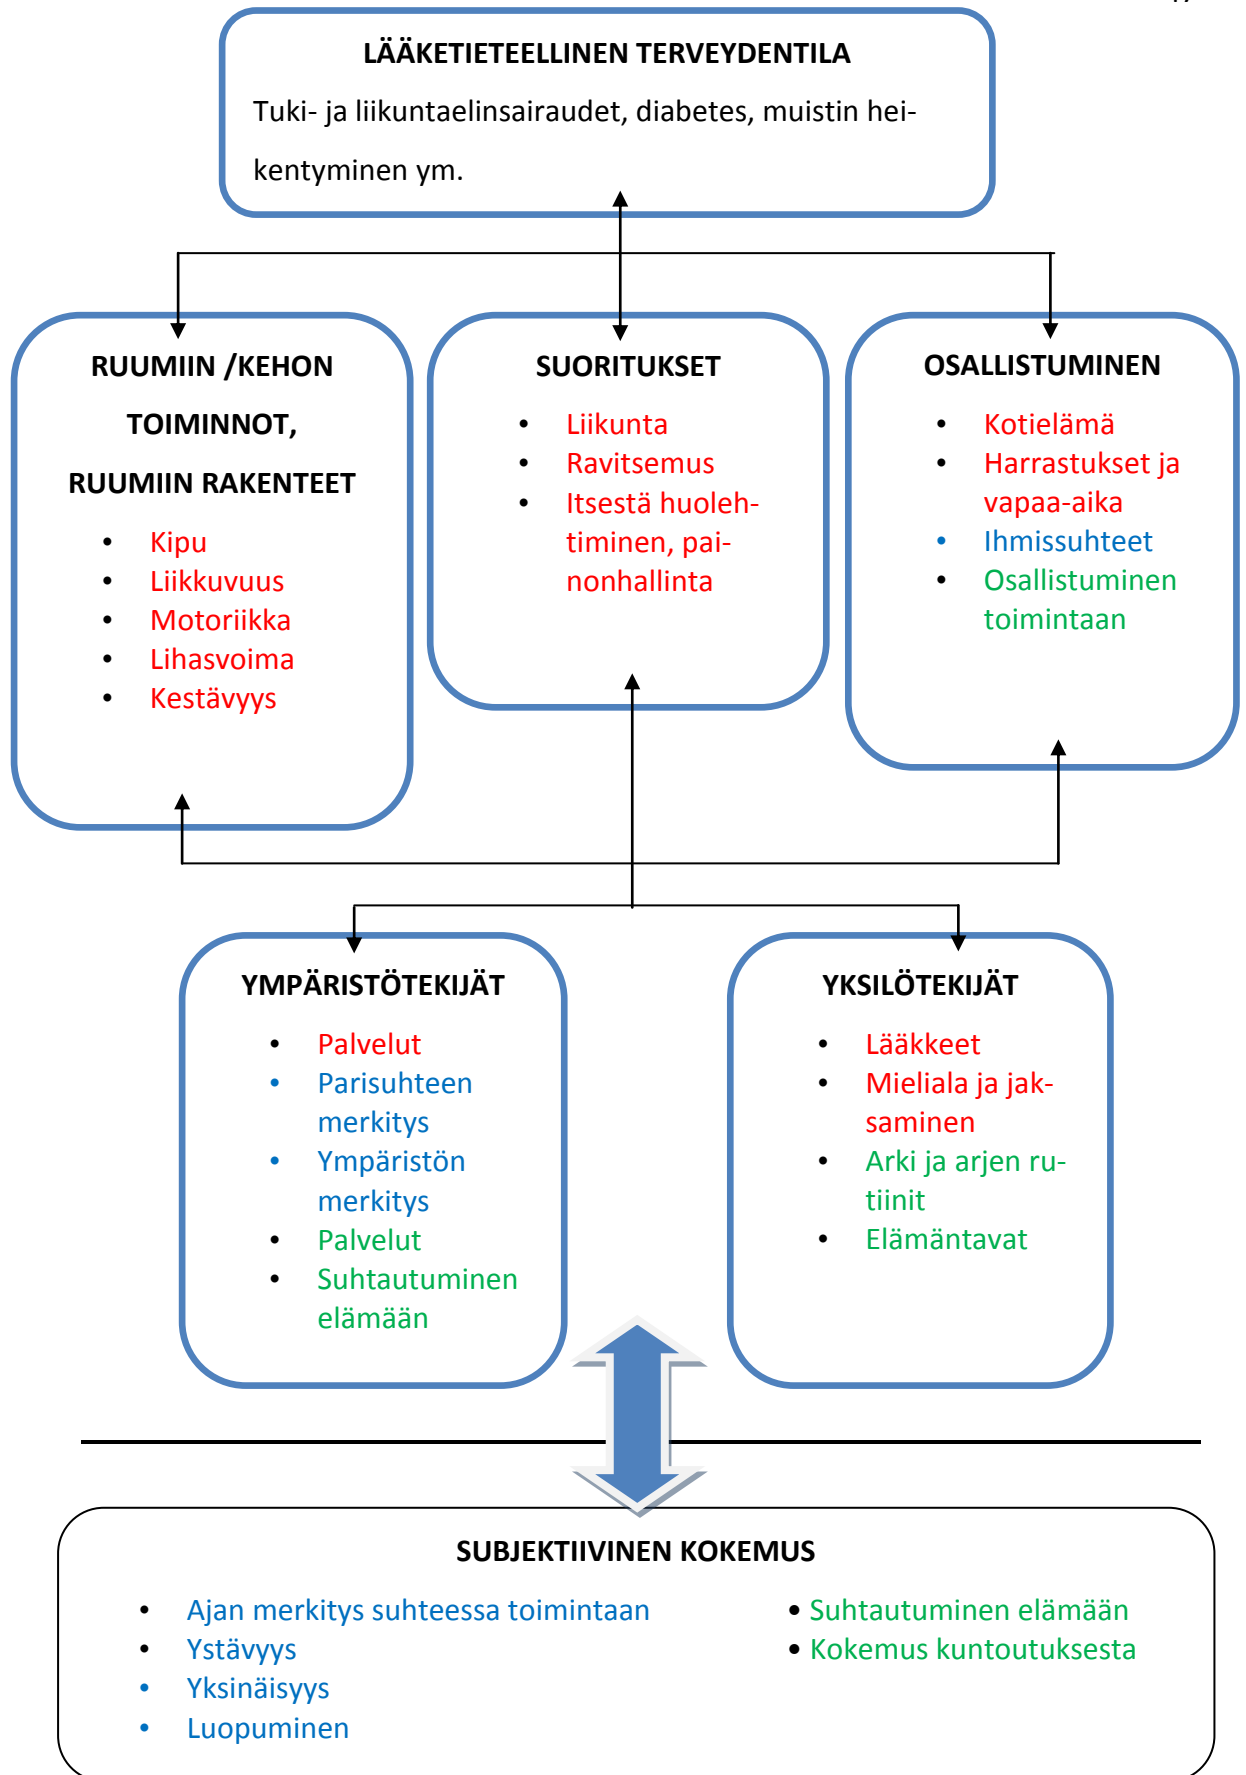 LÄÄKETIETEELLINEN TERVEYDENTILA
Tuki- ja liikuntaelinsairaudet, diabetes, muistin hei-
kentyminen ym.
RUUMIIN /KEHON
TOIMINNOT,
RUUMIIN RAKENTEET
• Kipu
• Liikkuvuus
• Motoriikka
• Lihasvoima
• Kestävyys
SUORITUKSET
• Liikunta
• Ravitsemus
• Itsestä huoleh-
timinen, pai-
nonhallinta
OSALLISTUMINEN
• Kotielämä
• Harrastukset ja
vapaa-aika
• Ihmissuhteet
• Osallistuminen
toimintaan
YMPÄRISTÖTEKIJÄT
• Palvelut
• Parisuhteen
merkitys
• Ympäristön
merkitys
• Palvelut
• Suhtautuminen
elämään
YKSILÖTEKIJÄT
• Lääkkeet
• Mieliala ja jak-
saminen
• Arki ja arjen ru-
tiinit
• Elämäntavat
SUBJEKTIIVINEN KOKEMUS
• Ajan merkitys suhteessa toimintaan
• Ystävyys
• Yksinäisyys
• Luopuminen
• Suhtautuminen elämään
• Kokemus kuntoutuksesta